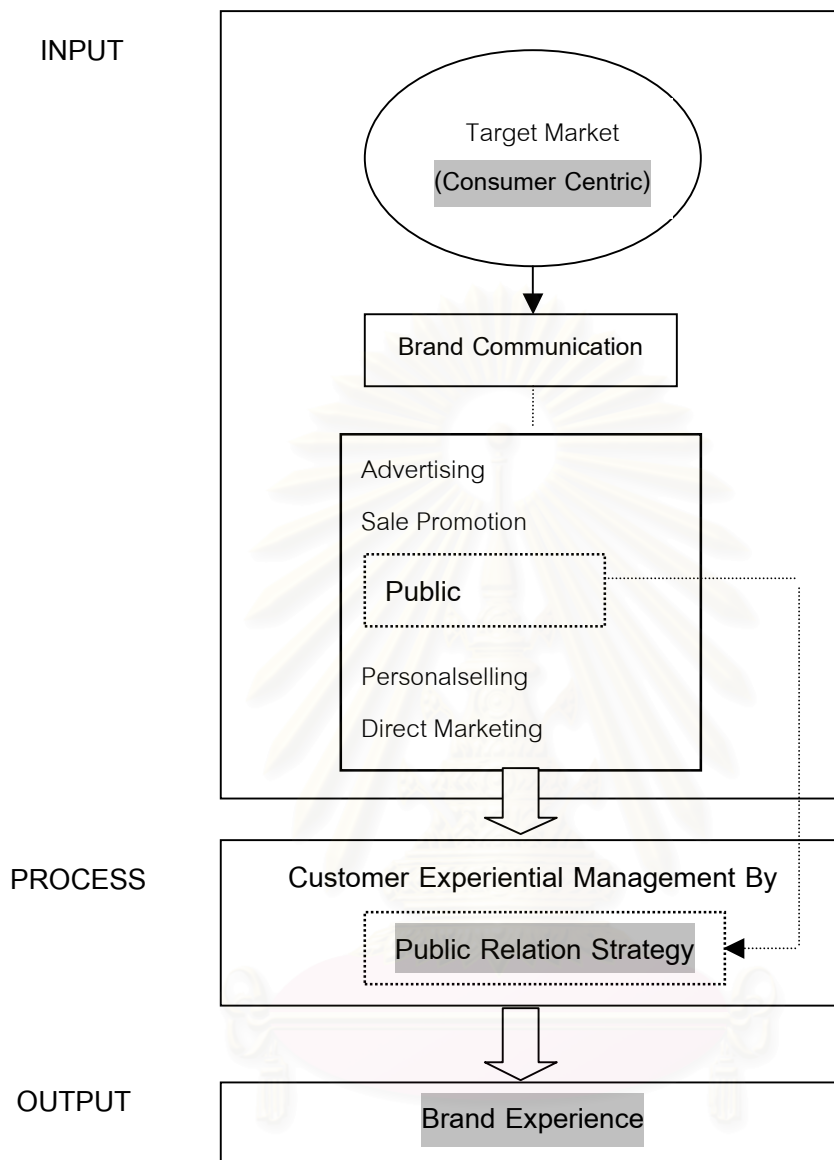 INPUT
Target Market
(Consumer Centric)
Brand Communication
Advertising
Sale Promotion
Public
Personalselling
Direct Marketing
PROCESS
Customer Experiential Management By
Public Relation Strategy
OUTPUT
Brand Experience